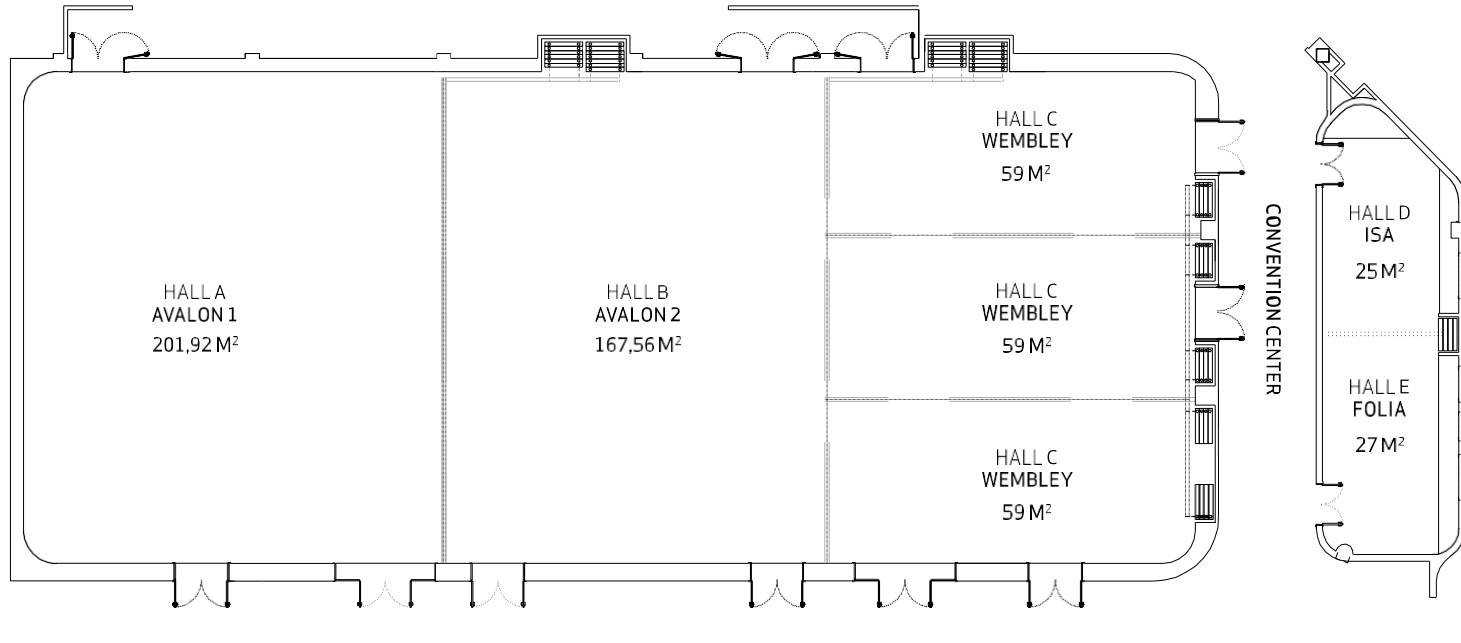 HALL A
AVALON 1
201,92 M²
HALL B
AVALON 2
167,56 M²
HALL C
WEMBLEY
59 M²
HALL C
WEMBLEY
59 M²
HALL C
WEMBLEY
59 M²
CONVENTION CENTER
HALL D
ISA
25 M²
HALL E
FOLIA
27 M²